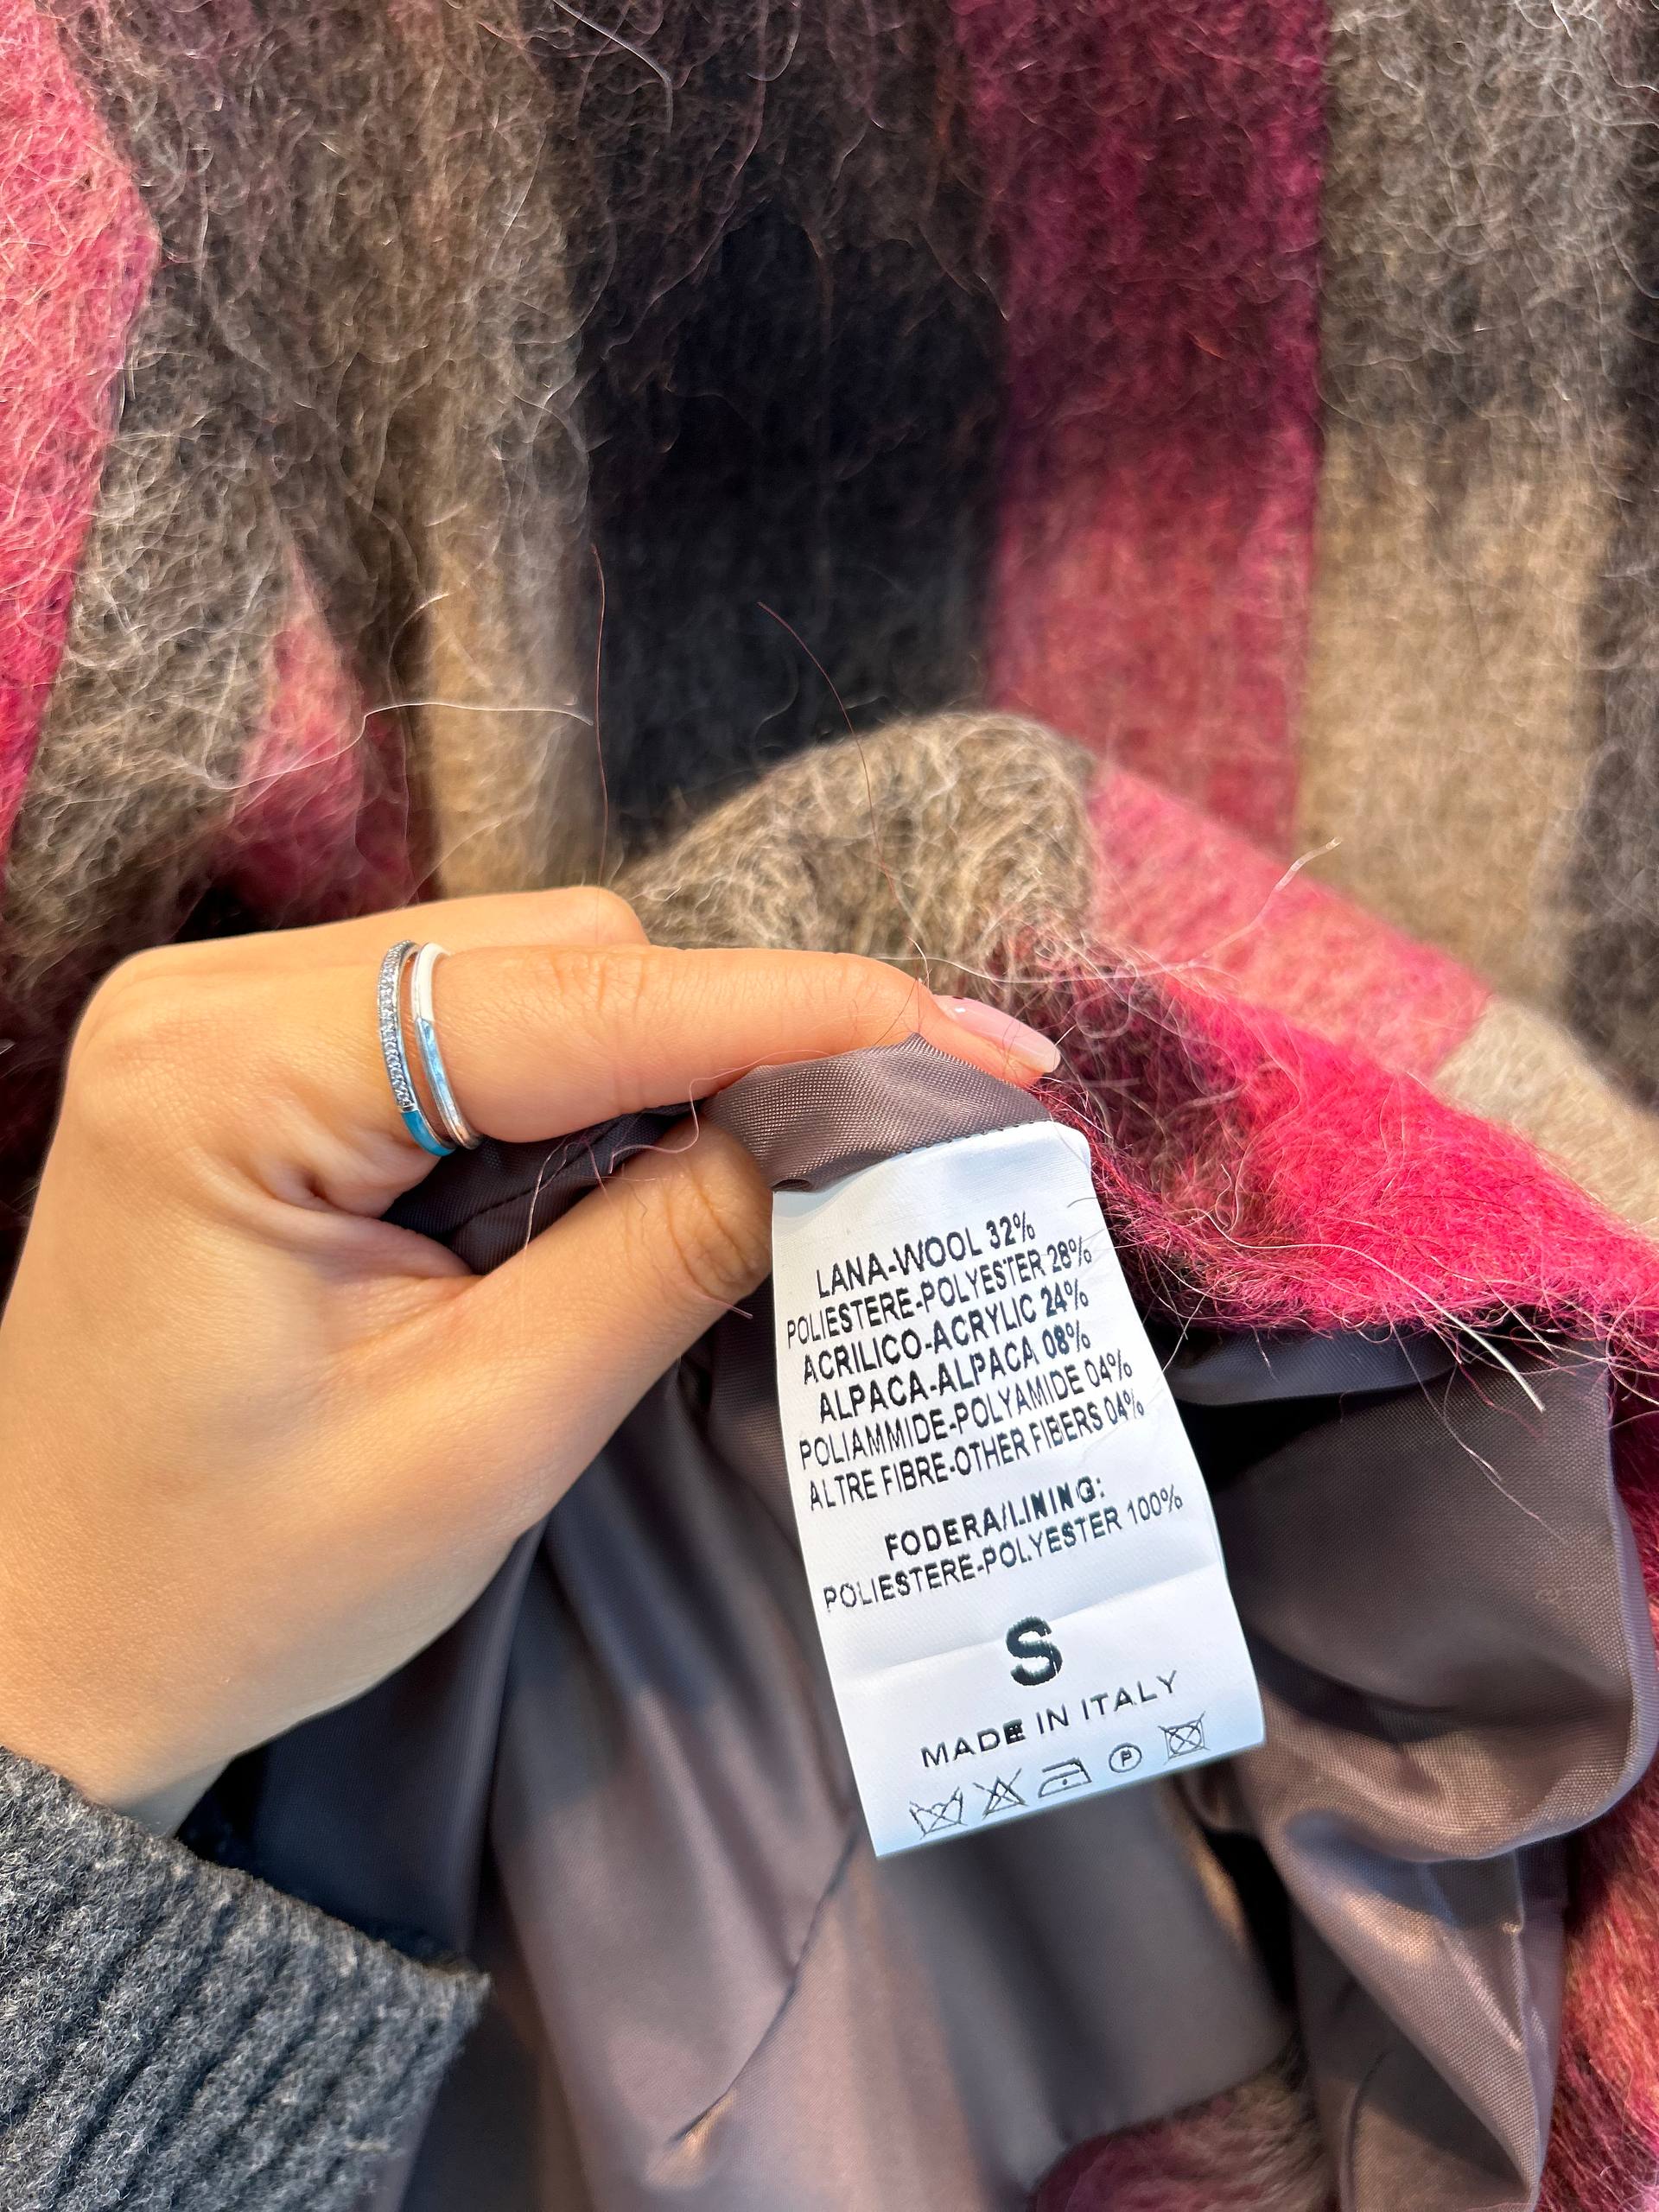 LANA-WOOL 32%
POLIESTERE-POLYESTER 28%
ACRILICO-ACRYLIC 24%
ALPACA-ALPACA 08%
POLIAMMIDE-POLYAMIDE 04%
ALTRE FIBRE-OTHER FIBERS 04%
FODERA/LINING:
POLIESTERE-POLYESTER 100%
S
MADE IN ITALY
P